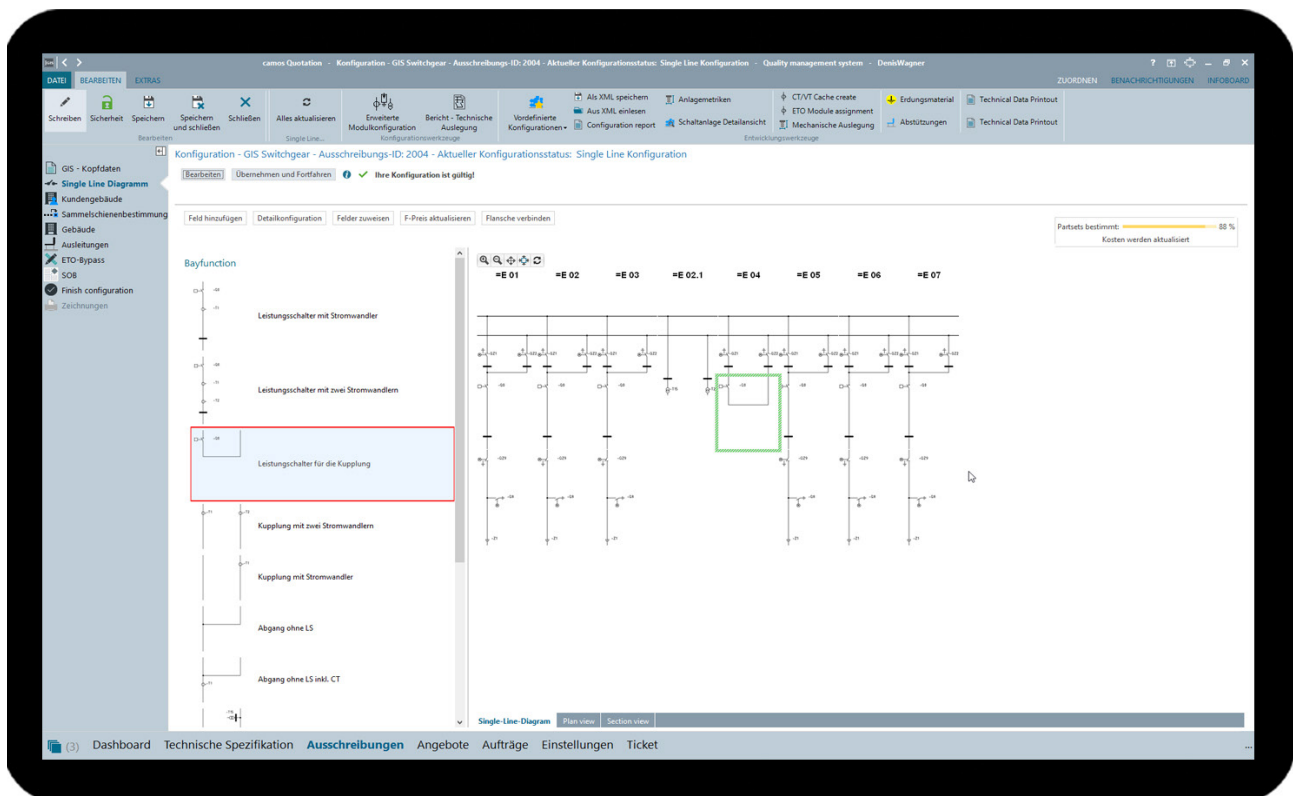 camos Quotation - Konfiguration - GIS Switchgear - Ausschreibungs-ID: 2004 - Aktueller Konfigurationsstatus: Single Line Konfiguration - Quality management system - DenisWagner
DATEI BEARBEITEN EXTRAS
ZUORDNEN BENACHRICHTIGUNGEN INFOBOARD
Schreiben
Sicherheit
Speichern
Speichern und schließen
Schließen
Bearbeiten
Alles aktualisieren
Single Line...
Erweiterte Modulkonfiguration
Bericht - Technische Auslegung
Konfigurationswerkzeuge
Vordefinierte Konfigurationen
Als XML speichern
Aus XML einlesen
Configuration report
Anlagemetriken
Schaltanlage Detailansicht
CT/VT Cache create
ETO Module assignment
Mechanische Auslegung
Entwicklungswerkzeuge
Erdungsmaterial
Abstützungen
Technical Data Printout
Technical Data Printout
GIS - Kopfdaten
Single Line Diagramm
Kundengebäude
Sammelschienenbestimmung
Gebäude
Ausleitungen
ETO-Bypass
SOB
Finish configuration
Zeichnungen
Konfiguration - GIS Switchgear - Ausschreibungs-ID: 2004 - Aktueller Konfigurationsstatus: Single Line Konfiguration
Bearbeiten Übernehmen und Fortfahren Ihre Konfiguration ist gültig!
Feld hinzufügen Detailkonfiguration Felder zuweisen F-Preis aktualisieren Flansche verbinden
Partsets bestimmt: 88 %
Kosten werden aktualisiert
Bayfunction
Leistungsschalter mit Stromwandler
Leistungsschalter mit zwei Stromwandlern
Leistungschalter für die Kupplung
Kupplung mit zwei Stromwandlern
Kupplung mit Stromwandler
Abgang ohne LS
Abgang ohne LS inkl. CT
=E 01 =E 02 =E 03 =E 02.1 =E 04 =E 05 =E 06 =E 07
Single-Line-Diagram Plan view Section view
(3) Dashboard Technische Spezifikation Ausschreibungen Angebote Aufträge Einstellungen Ticket ...